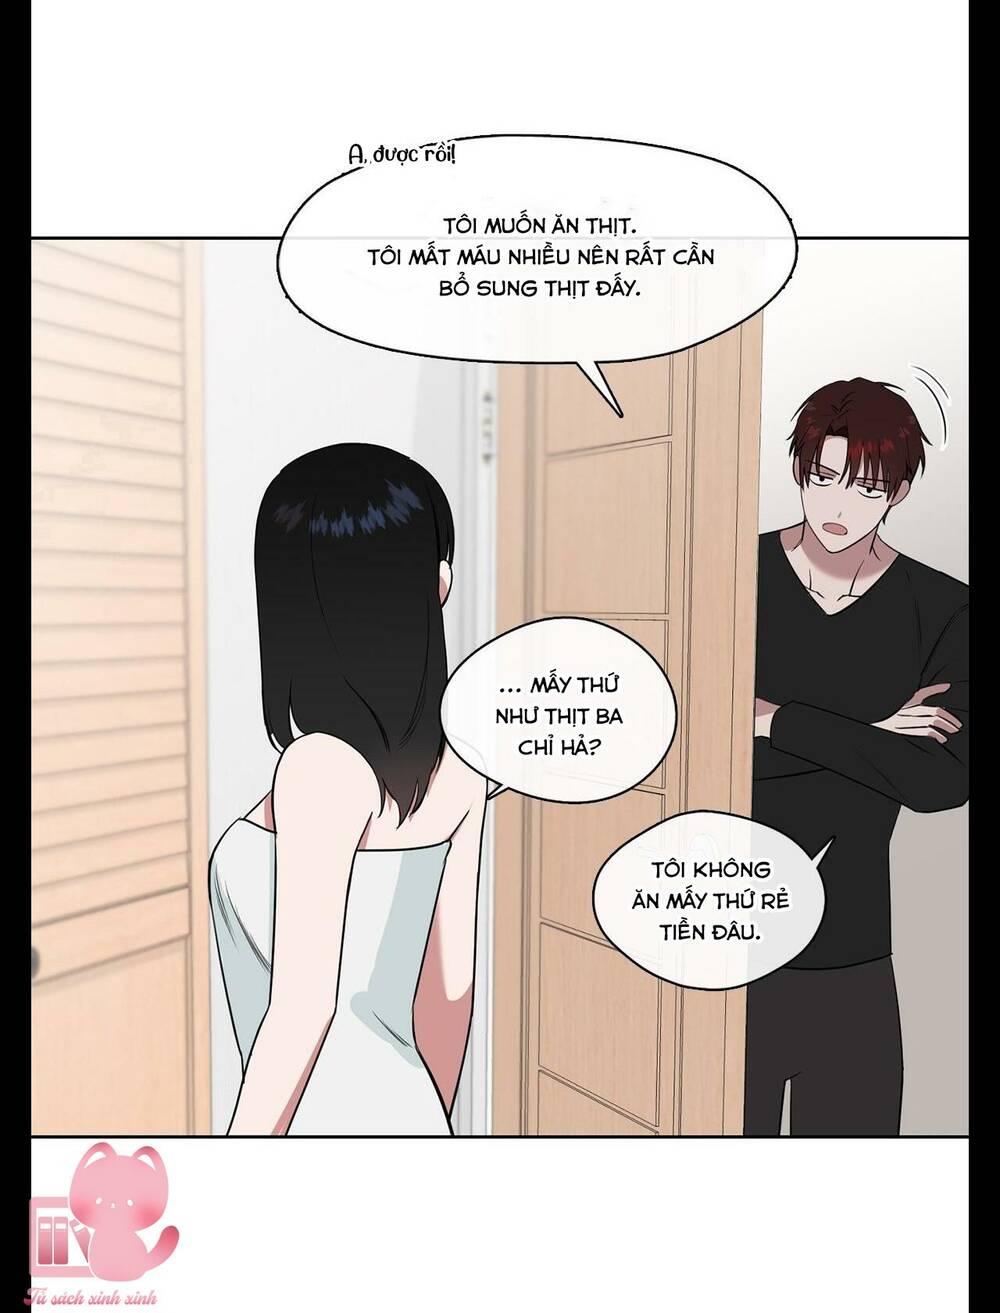 A, được rồi!
TÔI MUỐN ĂN THỊT.
TÔI MẤT MÁU NHIỀU NÊN RẤT CẦN
BỔ SUNG THỊT ĐẤY.
... MẤY THỨ
NHƯ THỊT BA
CHỈ HẢ?
TÔI KHÔNG
ĂN MẤY THỨ RẺ
TIỀN ĐÂU.
Tủ sách xinh xinh